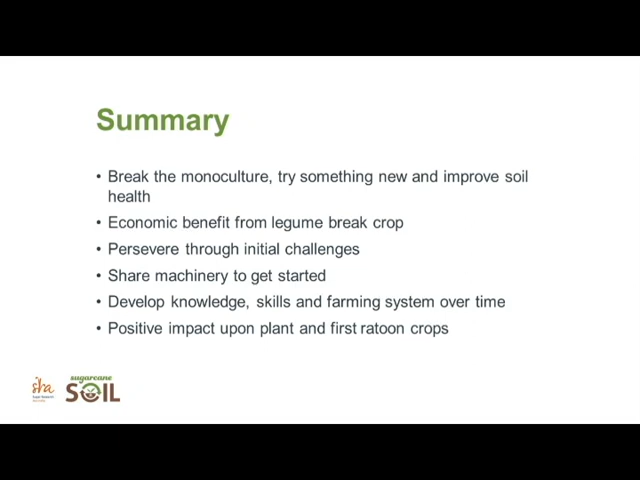 Summary
• Break the monoculture, try something new and improve soil
health
• Economic benefit from legume break crop
• Persevere through initial challenges
• Share machinery to get started
• Develop knowledge, skills and farming system over time
• Positive impact upon plant and first ratoon crops
sugarcane
SOIL